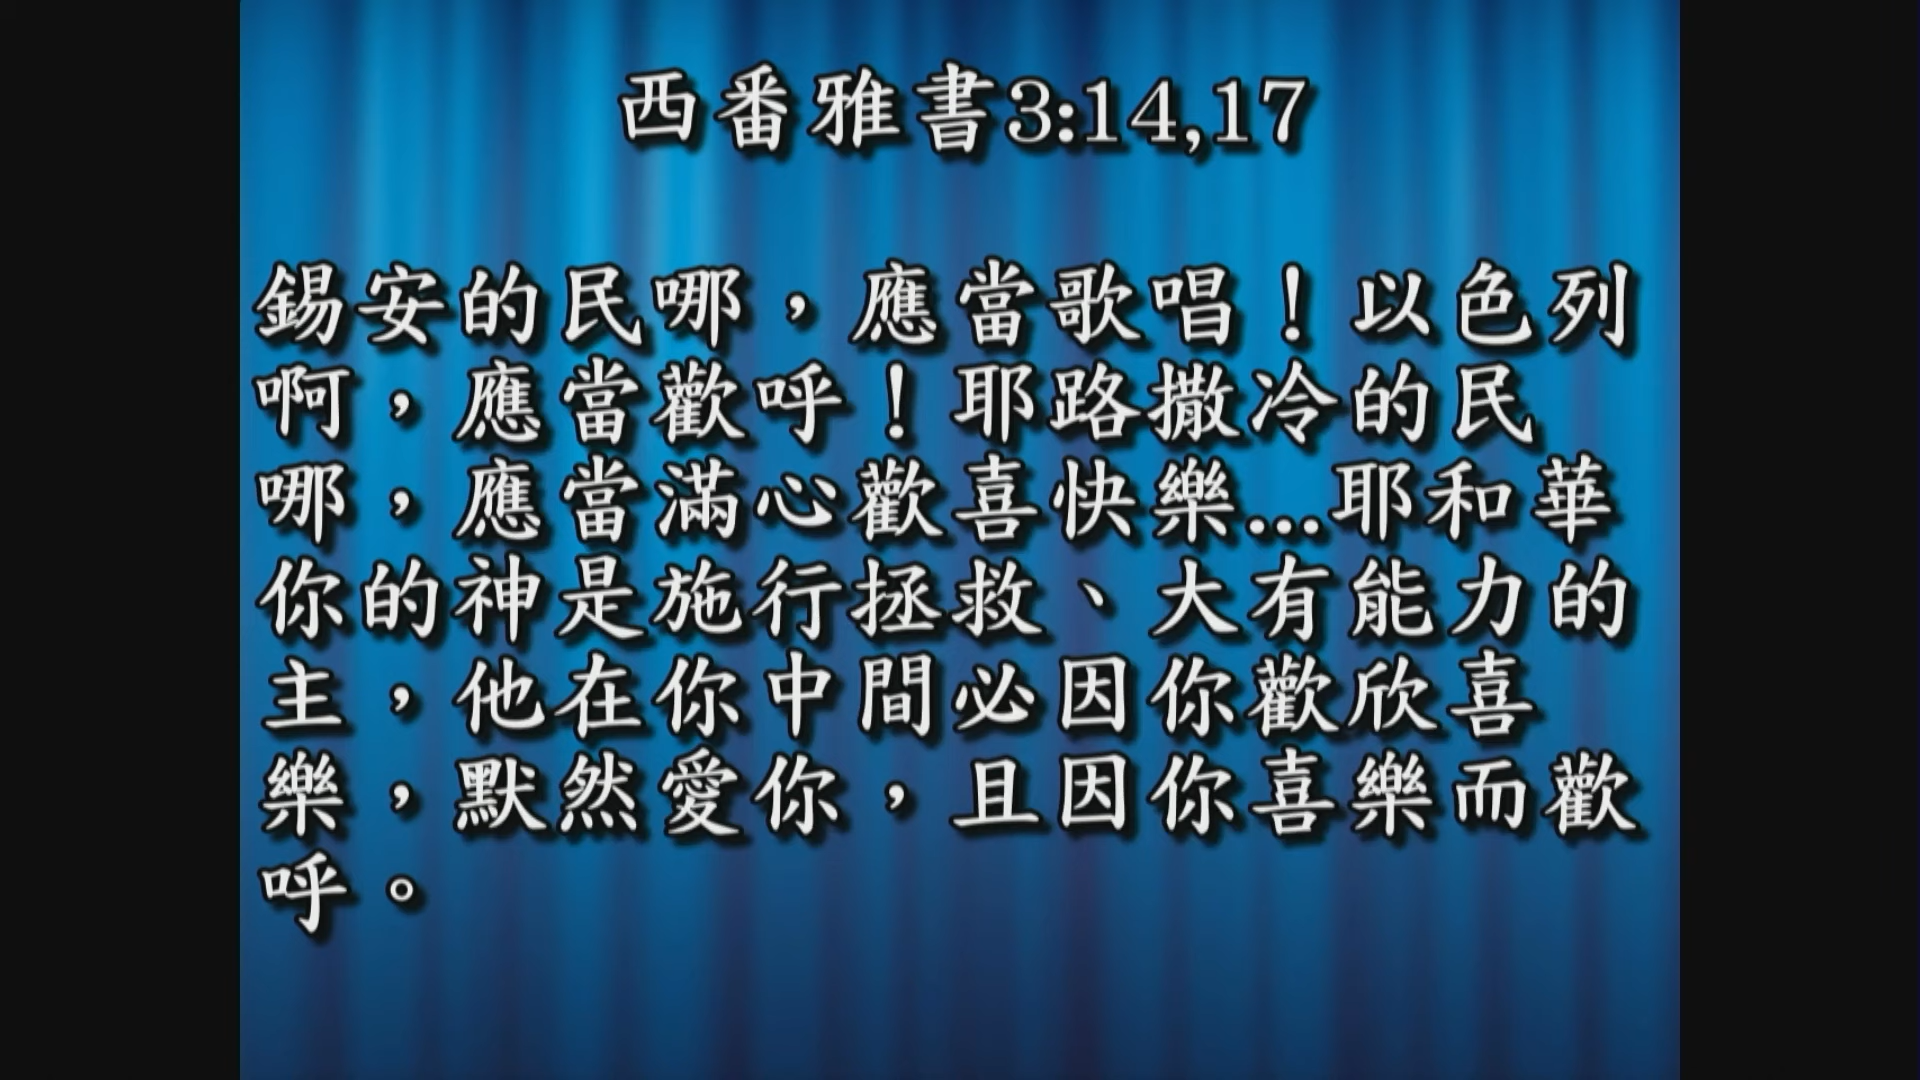 西番雅書3:14,17
錫安的民哪，應當歌唱！以色列
啊，應當歡呼！耶路撒冷的民
哪，應當滿心歡喜快樂...耶和華
你的神是施行拯救、大有能力的
主，他在你中間必因你歡欣喜
樂，默然愛你，且因你喜樂而歡
呼。